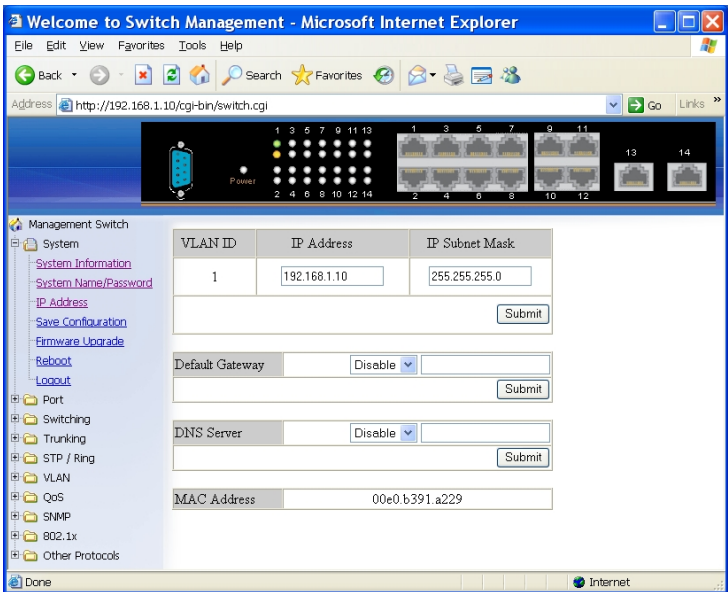 Welcome to Switch Management - Microsoft Internet Explorer
File Edit View Favorites Tools Help
Back Search Favorites
Address http://192.168.1.10/cgi-bin/switch.cgi Go Links »
1 3 5 7 9 11 13
Power
2 4 6 8 10 12 14
1 3 5 7 9 11
2 4 6 8 10 12
13 14
Management Switch
System
System Information
System Name/Password
IP Address
Save Configuration
Firmware Upgrade
Reboot
Logout
Port
Switching
Trunking
STP / Ring
VLAN
QoS
SNMP
802.1x
Other Protocols
VLAN ID IP Address IP Subnet Mask
1 192.168.1.10 255.255.255.0
Submit
Default Gateway Disable
Submit
DNS Server Disable
Submit
MAC Address 00e0.b391.a229
Done Internet